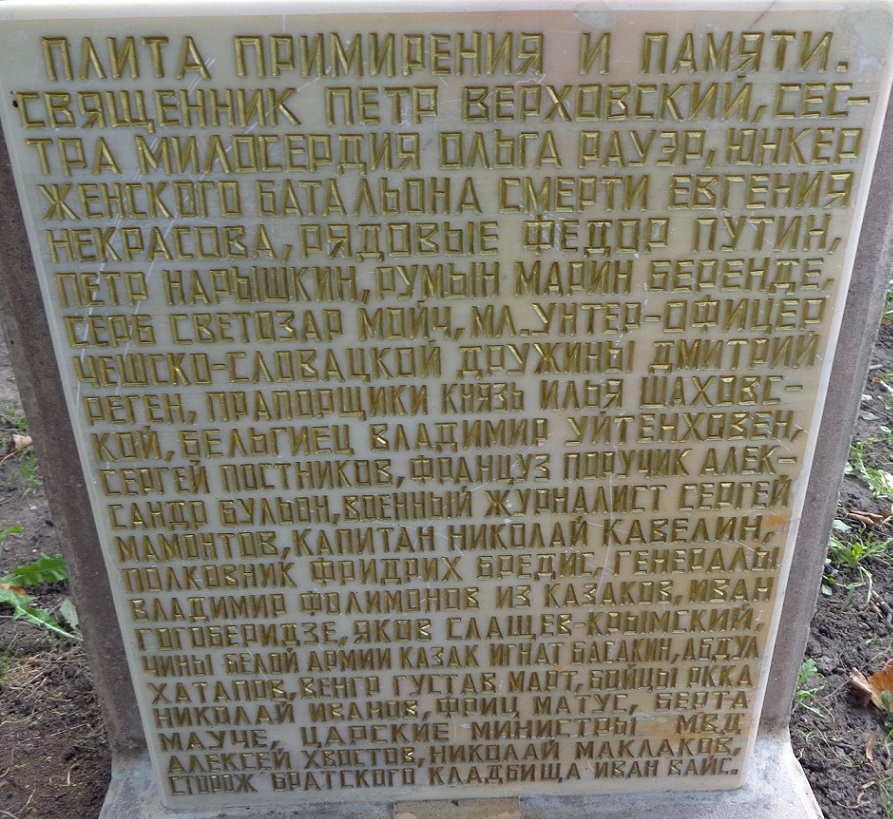 ПЛИТА ПРИМИРЕНИЯ И ПАМЯТИ.
СВЯЩЕННИК ПЕТР ВЕРХОВСКИЙ, СЕС-
ТРА МИЛОСЕРДИЯ ОЛЬГА РАУЭР, ЮНКЕР
ЖЕНСКОГО БАТАЛЬОНА СМЕРТИ ЕВГЕНИЯ
НЕКРАСОВА, РЯДОВЫЕ ФЕДОР ПУТИН,
ПЕТР НАРЫШКИН, РУМЫН МАРИН БЕРЕНДЕ,
СЕРБ СВЕТОЗАР МОЙЧ, МЛ. УНТЕР-ОФИЦЕР
ЧЕШСКО-СЛОВАЦКОЙ ДРУЖИНЫ ДМИТРИЙ
РЕГЕН, ПРАПОРЩИКИ КНЯЗЬ ИЛЬЯ ШАХОВС-
КОЙ, БЕЛЬГИЕЦ ВЛАДИМИР УЙТЕНХОВЕН,
СЕРГЕЙ ПОСТНИКОВ, ФРАНЦУЗ ПОРУЧИК АЛЕК-
САНДР БУЛЬОН, ВОЕННЫЙ ЖУРНАЛИСТ СЕРГЕЙ
МАМОНТОВ, КАПИТАН НИКОЛАЙ КАВЕЛИН,
ПОЛКОВНИК ФРИДРИХ БРЕДИС, ГЕНЕРАЛЫ
ВЛАДИМИР ФОЛИМОНОВ ИЗ КАЗАКОВ, ИВАН
ГОГОБЕРИДЗЕ, ЯКОВ СЛАЩЕВ-КРЫМСКИЙ,
ЧИНЫ БЕЛОЙ АРМИИ КАЗАК ИГНАТ БАСАКИН, АБДУЛ
ХАТАПОВ, ВЕНГР ГУСТАВ МАРТ, БОЙЦЫ РККА
НИКОЛАЙ ИВАНОВ, ФРИЦ МАТУС, БЕРТА
МАУЧЕ, ЦАРСКИЕ МИНИСТРЫ МВД
АЛЕКСЕЙ ХВОСТОВ, НИКОЛАЙ МАКЛАКОВ,
СТОРОЖ БРАТСКОГО КЛАДБИЩА ИВАН ВАЙС.